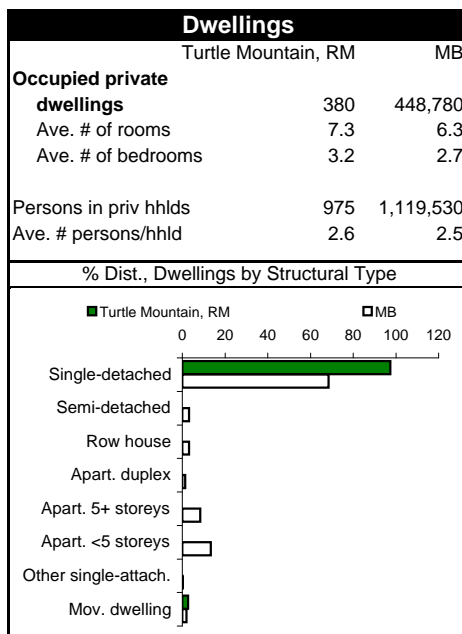 Dwellings
Turtle Mountain, RM MB
Occupied private
dwellings 380 448,780
Ave. # of rooms 7.3 6.3
Ave. # of bedrooms 3.2 2.7
Persons in priv hhlds 975 1,119,530
Ave. # persons/hhld 2.6 2.5
% Dist., Dwellings by Structural Type
Turtle Mountain, RM MB
0 20 40 60 80 100 120
Single-detached
Semi-detached
Row house
Apart. duplex
Apart. 5+ storeys
Apart. <5 storeys
Other single-attach.
Mov. dwelling